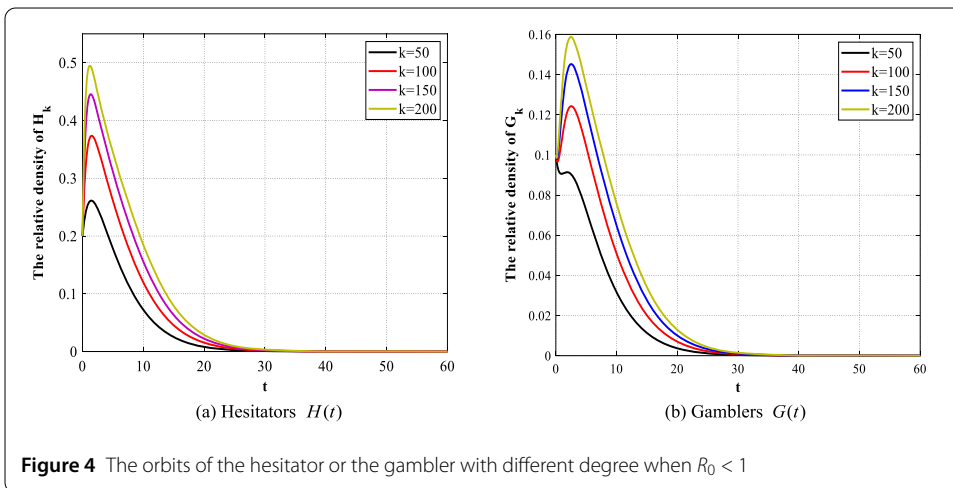 The relative density of H_k
0.5
0.4
0.3
0.2
0.1
0
0 10 20 30 40 50 60
t
k=50
k=100
k=150
k=200
(a) Hesitators H(t)
The relative density of G_k
0.16
0.14
0.12
0.1
0.08
0.06
0.04
0.02
0
0 10 20 30 40 50 60
t
k=50
k=100
k=150
k=200
(b) Gamblers G(t)
Figure 4 The orbits of the hesitator or the gambler with different degree when R₀ < 1